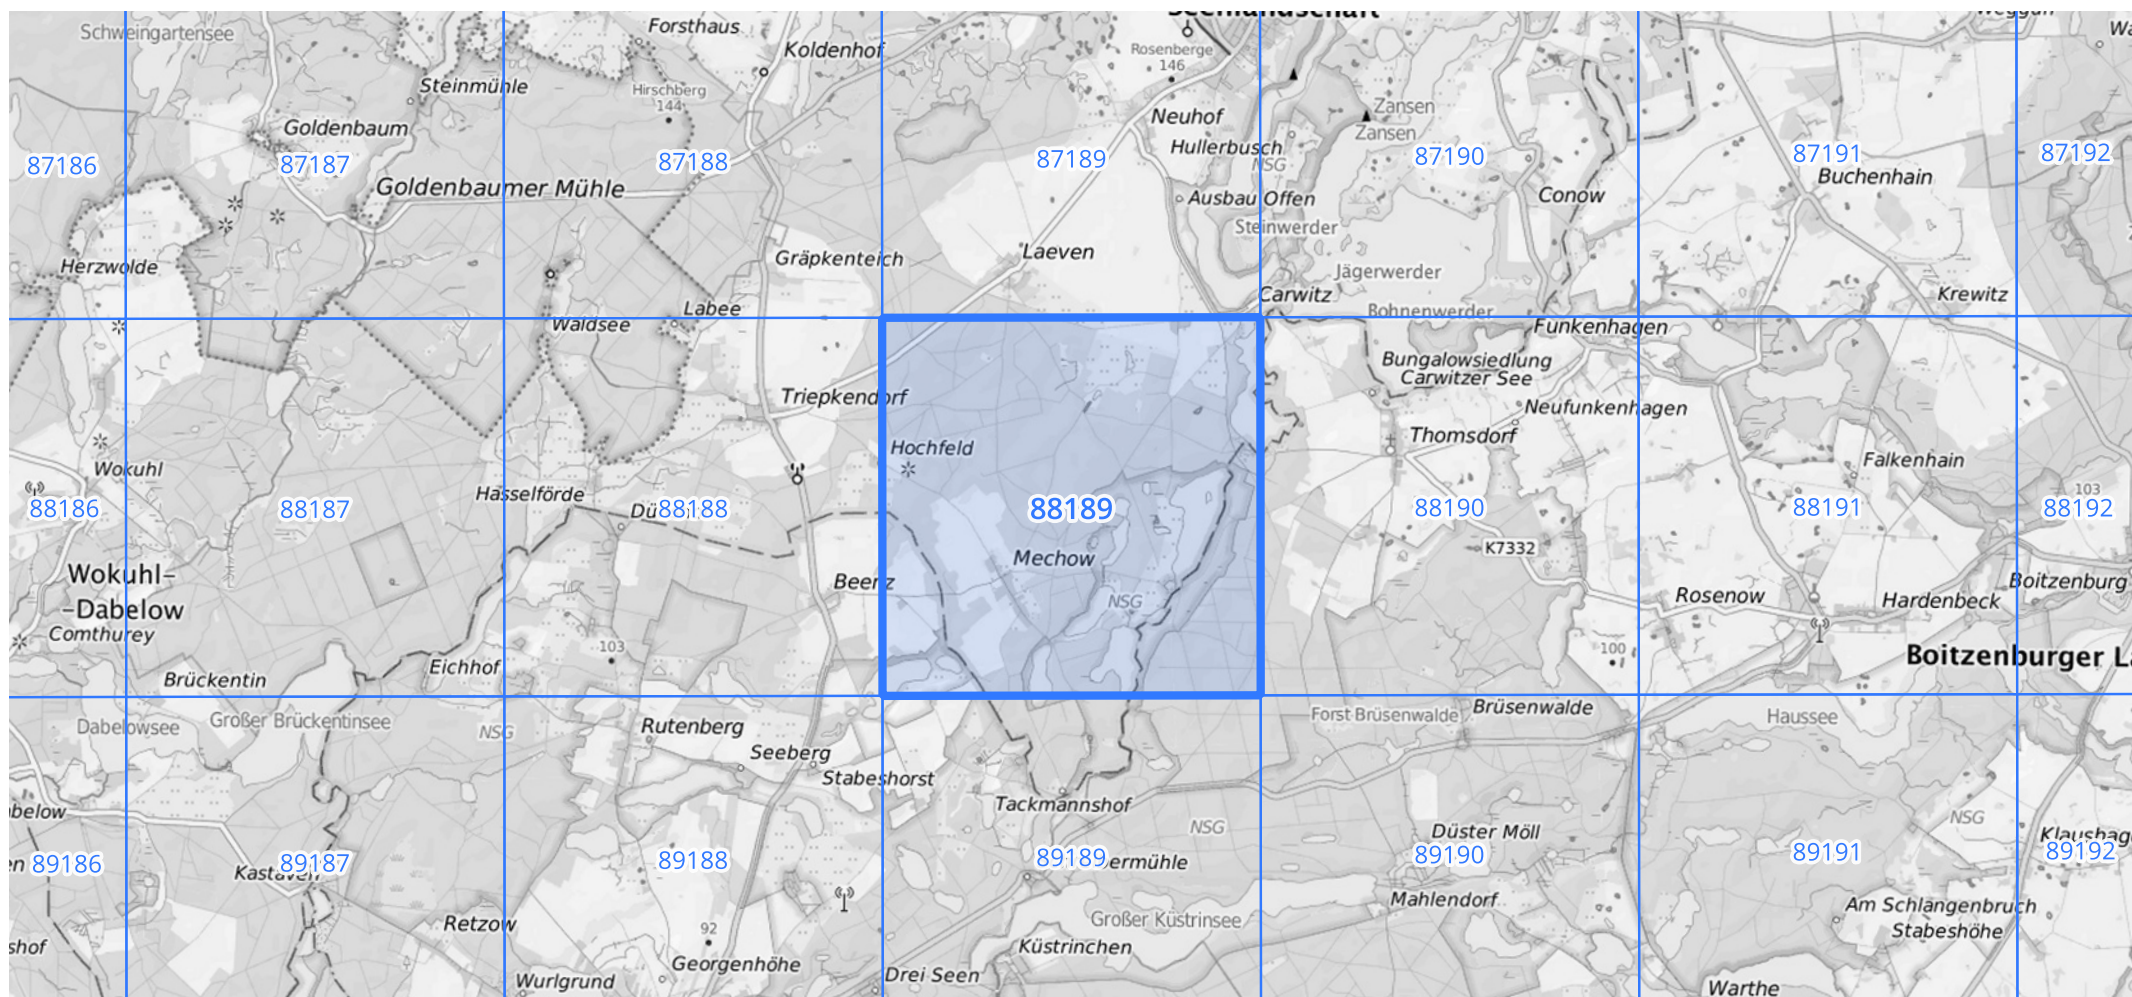 Schweingartensee
Forsthaus
Koldenhof
Steinmühle
Hirschberg
144
Rosenberge
146
Neuhof
Zansen
Zansen
Hullerbusch
NSG
Goldenbaum
87186
87187
87188
87189
87190
87191
87192
Buchenhain
Goldenbaumer Mühle
Ausbau Offen
Conow
Steinwerder
Herzwolde
Gräpkenteich
Laeven
Jägerwerder
Carwitz
Krewitz
Labee
Bohnenwerder
Waldsee
Funkenhagen
Bungalowsiedlung
Carwitzer See
Triepkendorf
Neufunkenhagen
Thomsdorf
Hochfeld
Wokuhl
Falkenhain
Hasselförde
103
88186
88187
88188
88189
88190
88191
88192
K7332
Mechow
Wokuhl-
-Dabelow
Beenz
Boitzenburg
NSG
Rosenow
Hardenbeck
Comthurey
103
100
Boitzenburger
Eichhof
Brückentin
Dabelowsee
Großer Brückentinsee
NSG
Rutenberg
Forst Brüsenwalde
Brüsenwalde
Haussee
Seeberg
Stabeshorst
Tackmannshof
NSG
Düster Möll
NSG
89186
89187
89188
89189
ermühle
89190
89191
89192
Kastaven
Mahlendorf
Am Schlangenbruch
Stabeshöhe
Retzow
92
Großer Küstrinsee
Küstrinchen
Georgenhöhe
Drei Seen
Wurlgrund
Warthe